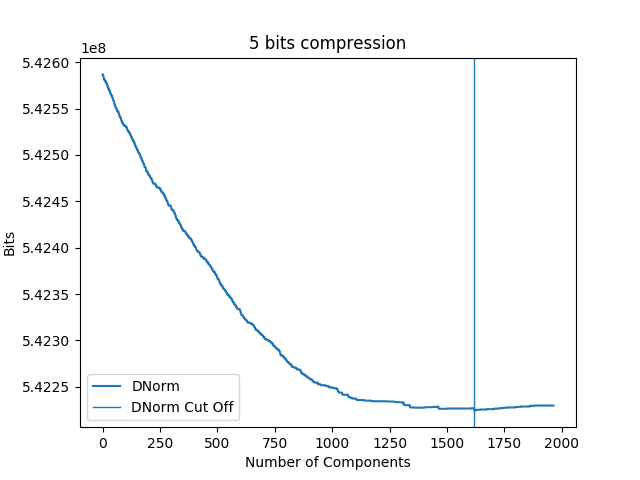 5 bits compression
1e8
5.4260
5.4255
5.4250
5.4245
5.4240
5.4235
5.4230
5.4225
Bits
DNorm
DNorm Cut Off
0 250 500 750 1000 1250 1500 1750 2000
Number of Components